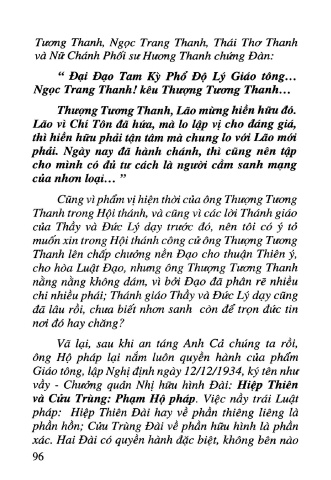 Tương Thanh, Ngọc Trang Thanh, Thái Thơ Thanh
và Nữ Chánh Phối sư Hương Thanh chứng Đàn:
“ Đại Đạo Tam Kỳ Phổ Độ Lý Giáo tông…
Ngọc Trang Thanh! kêu Thượng Tương Thanh…
Thượng Tương Thanh, Lão mừng hiền hữu đó.
Lão vì Chí Tôn đã hứa, mà lo lập vị cho đáng giá,
thì hiền hữu phải tận tâm mà chung lo với Lão mới
phải. Ngày nay đã hành chánh, thì cũng nên tập
cho mình có đủ tư cách là người cầm sanh mạng
của nhơn loại… ”
Cũng vì phẩm vị hiện thời của ông Thượng Tương
Thanh trong Hội thánh, và cũng vì các lời Thánh giáo
của Thầy và Đức Lý dạy trước đó, nên tôi có ý tỏ
muốn xin trong Hội thánh công cử ông Thượng Tương
Thanh lên chấp chưởng nền Đạo cho thuận Thiên ý,
cho hòa Luật Đạo, nhưng ông Thượng Tương Thanh
nằng nằng không đám, vì bởi Đạo đã phân rẽ nhiều
chi nhiều phái; Thánh giáo Thầy và Đức Lý dạy cũng
đã lâu rồi, chưa biết nhơn sanh còn để trọn đức tin
nơi đó hay chăng?
Vã lại, sau khi an táng Anh Cả chúng ta rồi,
ông Hộ pháp lại nắm luôn quyền hành của phẩm
Giáo tông, lập Nghị định ngày 12/12/1934, ký tên như
vầy - Chưởng quản Nhị hữu hình Đài: Hiệp Thiên
và Cửu Trùng: Phạm Hộ pháp. Việc nầy trái Luật
pháp: Hiệp Thiên Đài hay về phần thiêng liêng là
phần hồn; Cửu Trùng Đài về phần hữu hình là phần
xác. Hai Đài có quyền hành đặc biệt, không bên nào
96